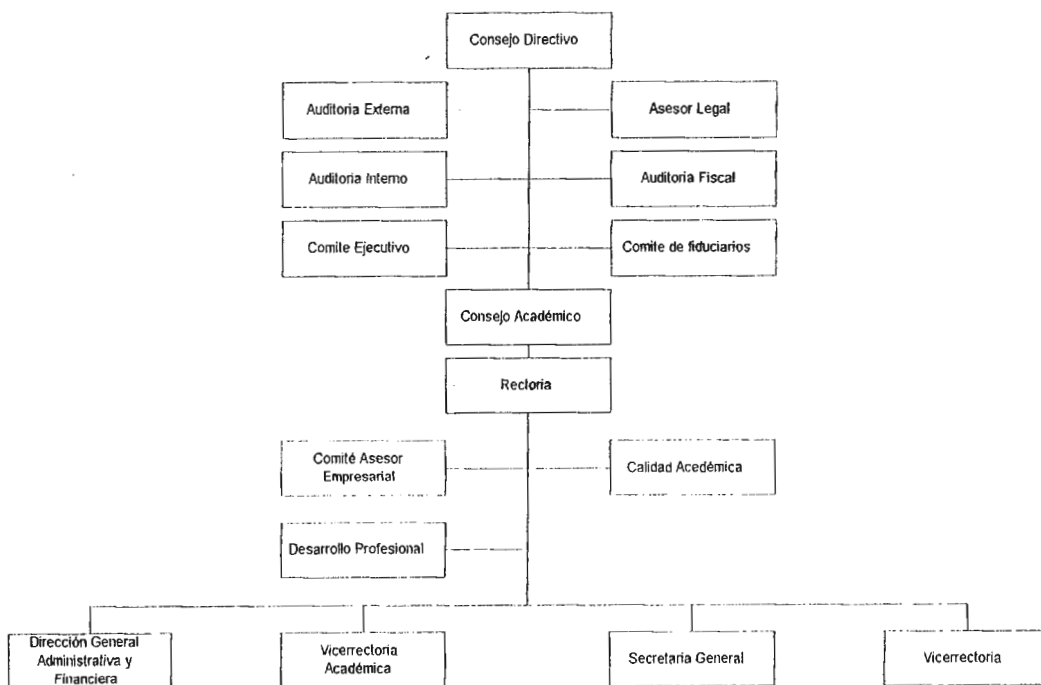 Consejo Directivo
Auditoria Externa
Asesor Legal
Auditoria Interno
Auditoria Fiscal
Comite Ejecutivo
Comite de fiduciarios
Consejo Académico
Rectoria
Comité Asesor
Empresarial
Calidad Acedémica
Desarrollo Profesional
Dirección General
Administrativa y
Financiera
Vicerrectoria
Académica
Secretaria General
Vicerrectoria